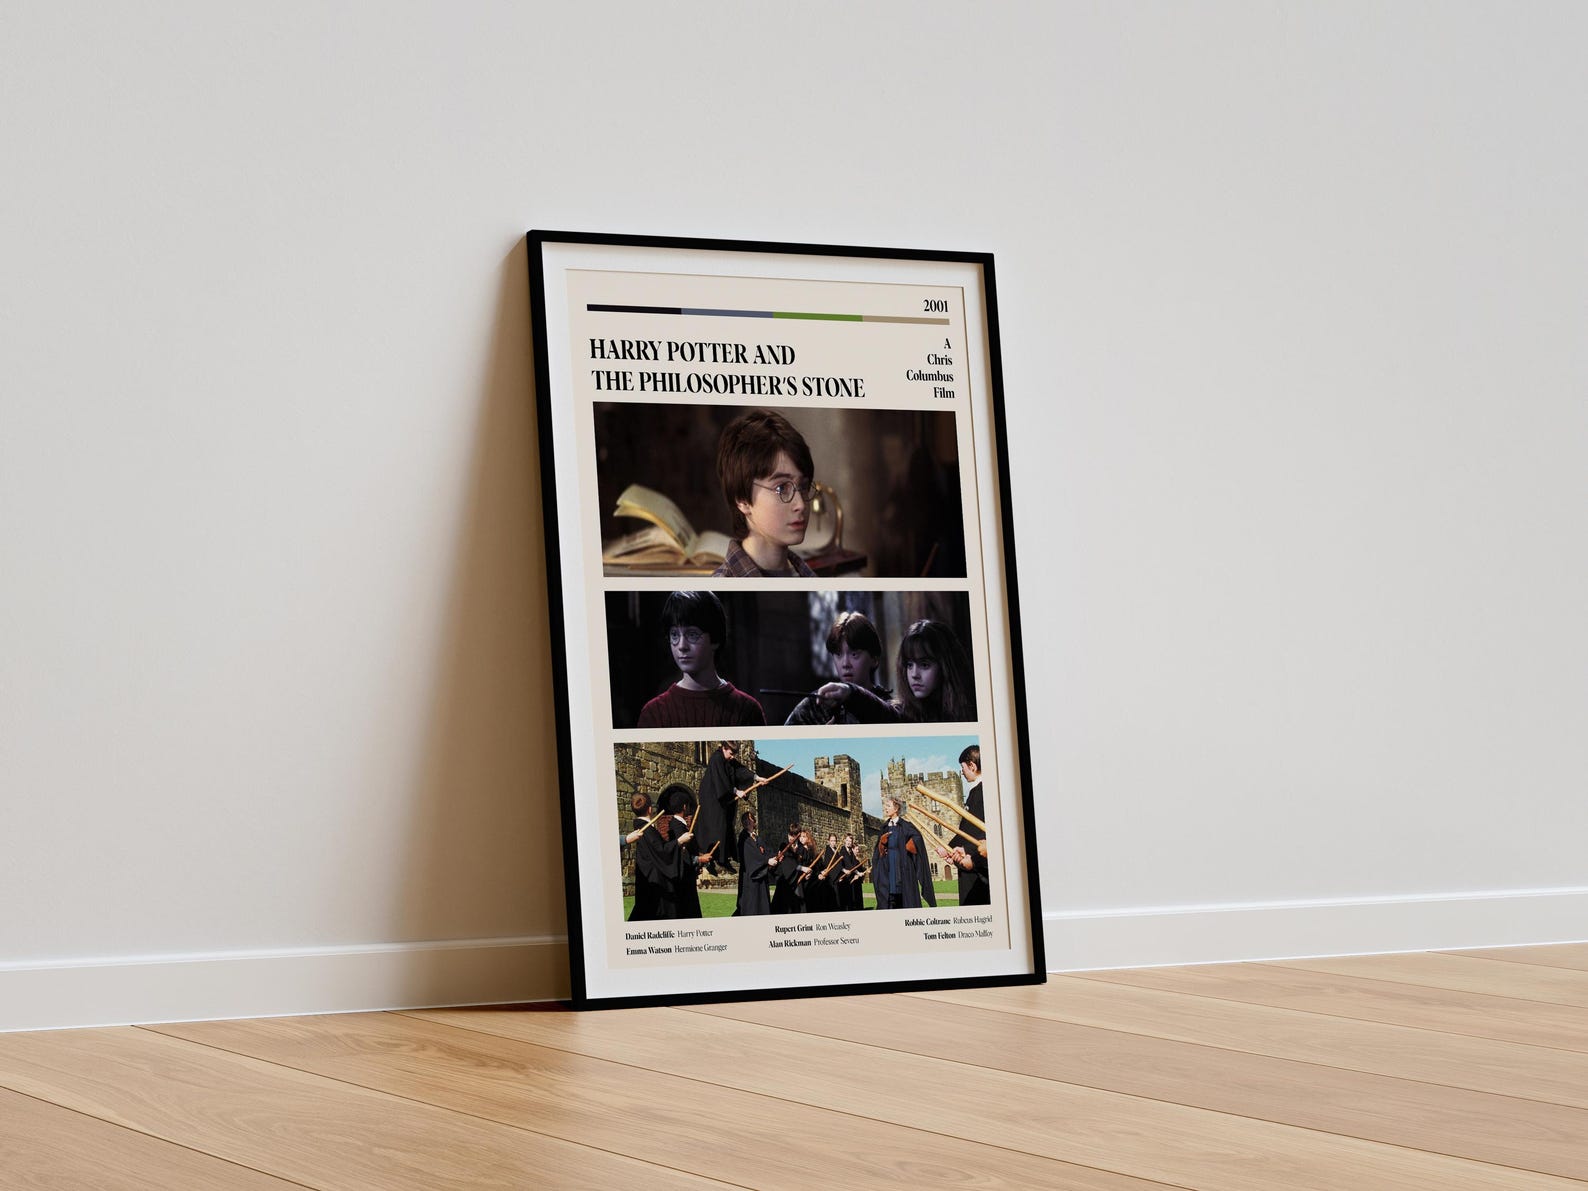 2001
HARRY POTTER AND
THE PHILOSOPHER'S STONE
A
Chris
Columbus
Film
Daniel Radcliffe Harry Potter
Emma Watson Hermione Granger
Rupert Grint Ron Weasley
Alan Rickman Professor Severu
Robbie Coltrane Rubeus Hagrid
Tom Felton Draco Malfoy